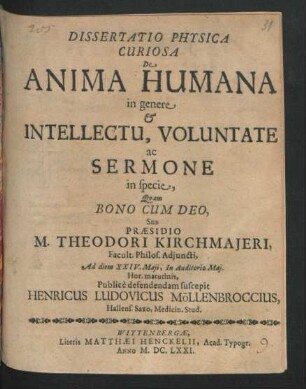 DISSERTATIO PHYSICA
CURIOSA
De
ANIMA HUMANA
in genere
&
INTELLECTU, VOLUNTATE
ac
SERMONE
in specie,
Quam
BONO CUM DEO,
Sub
PRÆSIDIO
M. THEODORI KIRCHMAJERI,
Facult. Philos. Adjuncti,
Ad diem XXIV. Maji, In Auditorio Maj.
Hor. matutinis,
Publicè defendendam suscepit
HENRICUS LUDOVICUS MöLLENBROCCIUS,
Hallens. Saxo, Medicin. Stud.
WITTENBERGÆ,
Literis MATTHÆI HENCKELII, Acad. Typogr.
ANNO M. DC. LXXI.